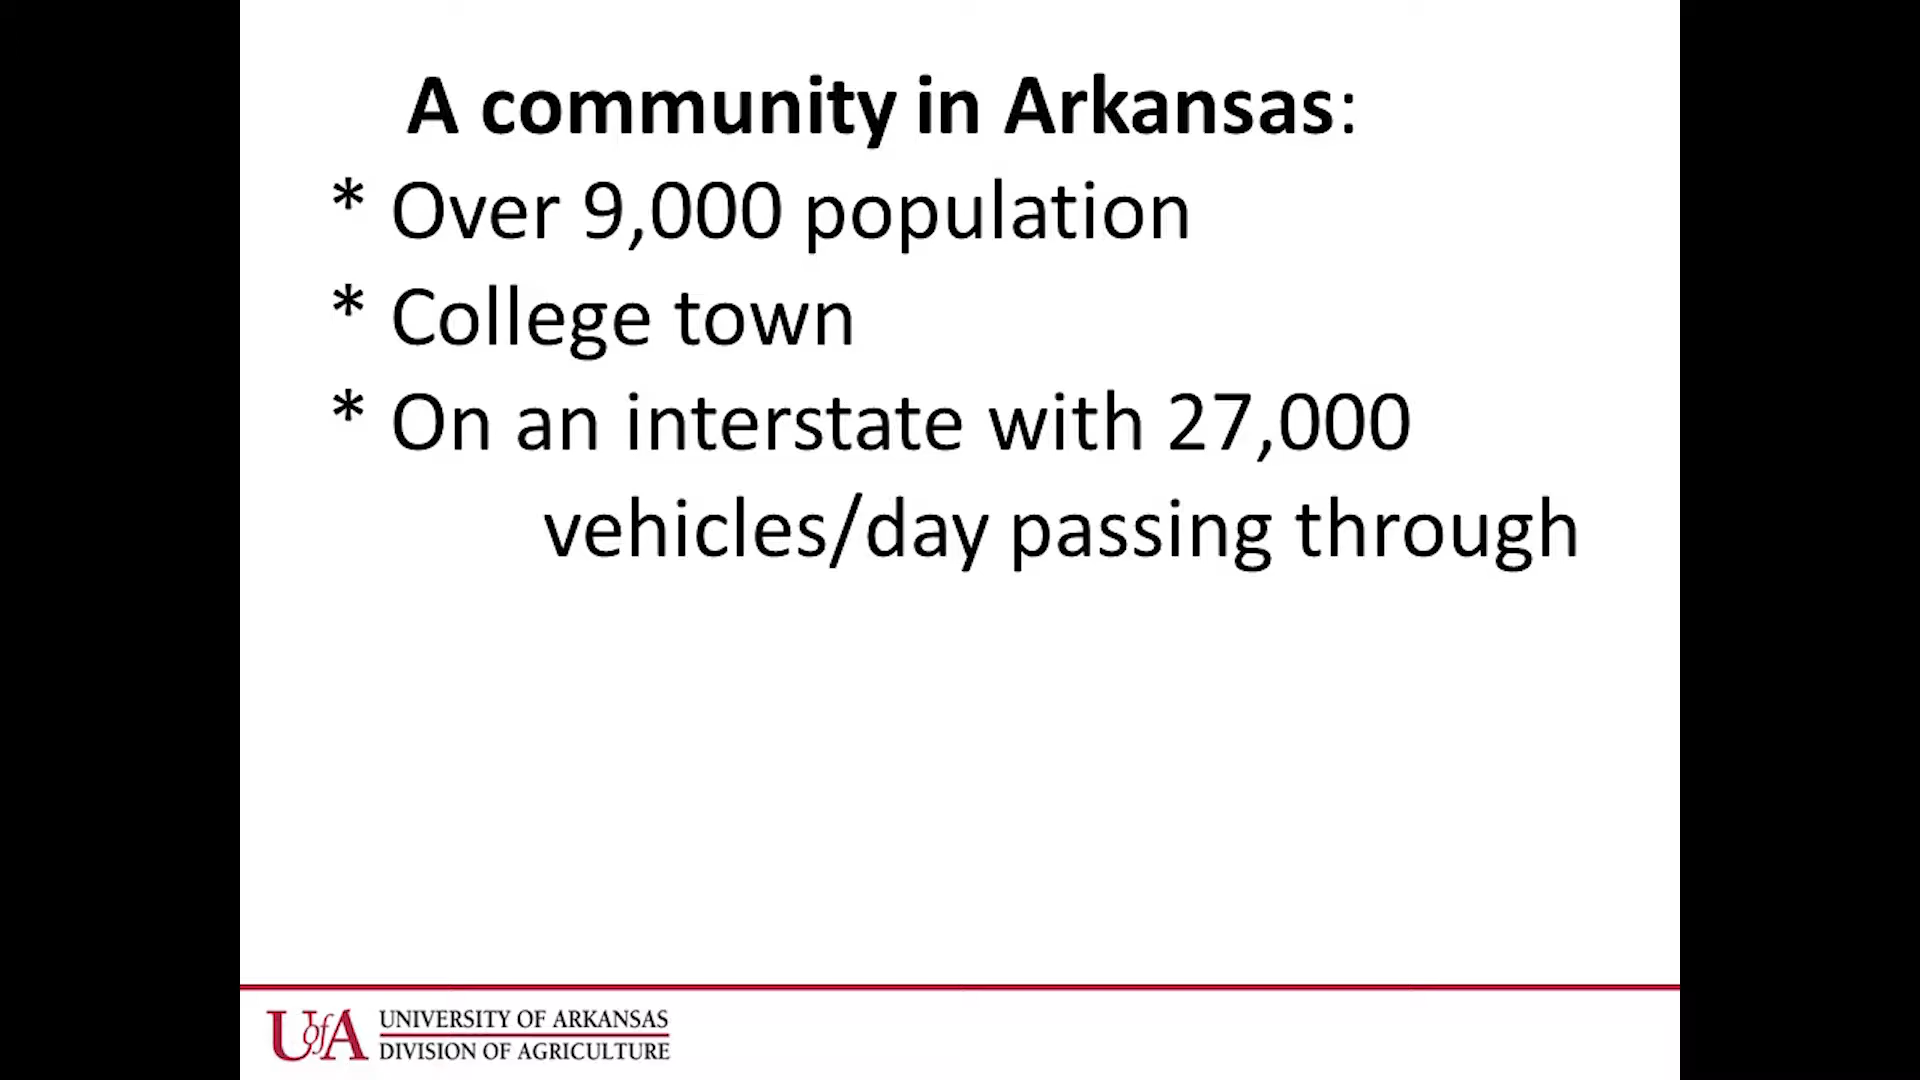 A community in Arkansas:
* Over 9,000 population
* College town
* On an interstate with 27,000
vehicles/day passing through
UofA
UNIVERSITY OF ARKANSAS
DIVISION OF AGRICULTURE